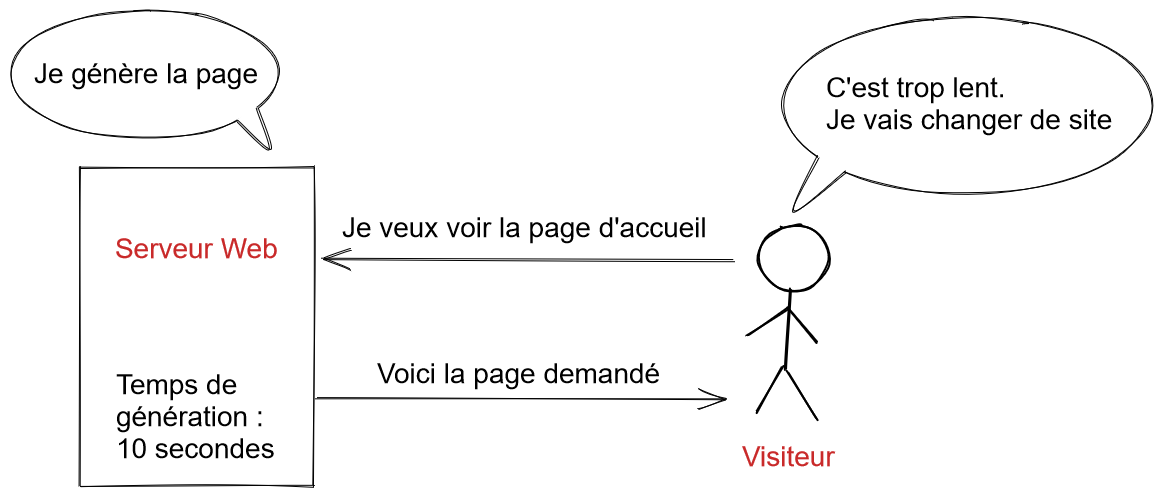 Je génère la page
C'est trop lent.
Je vais changer de site
Je veux voir la page d'accueil
Serveur Web
Voici la page demandé
Temps de
génération :
10 secondes
Visiteur